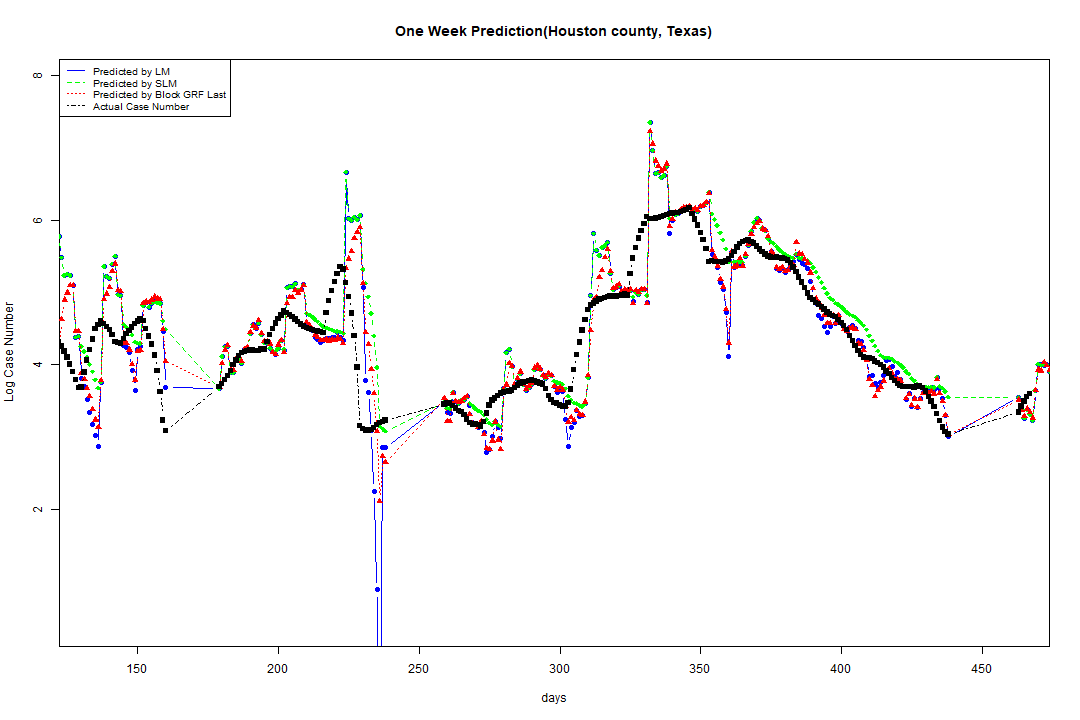 One Week Prediction(Houston county, Texas)
Predicted by LM
Predicted by SLM
Predicted by Block GRF Last
Actual Case Number
8
6
4
2
Log Case Number
150 200 250 300 350 400 450
days